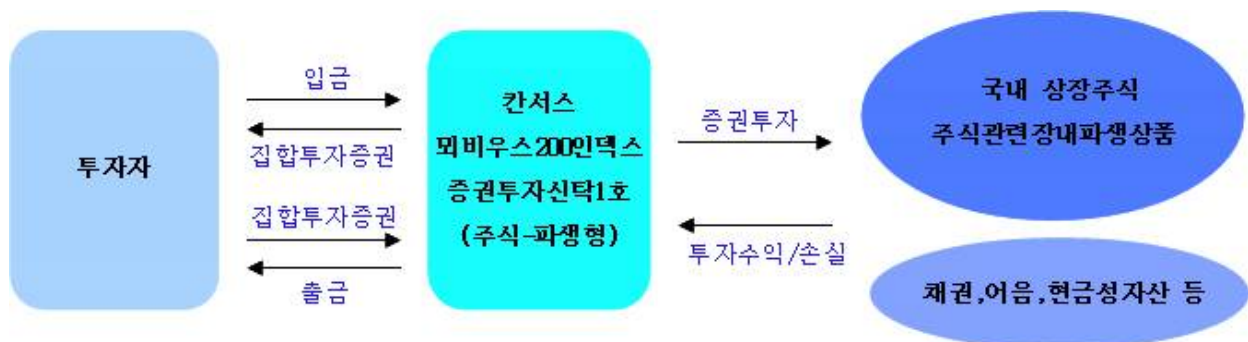 투자자
입금
집합투자증권
집합투자증권
출금
칸서스
뫼비우스200인덱스
증권투자신탁1호
(주식-파생형)
증권투자
투자수익/손실
국내 상장주식
주식관련장내파생상품
채권,어음,현금성자산 등